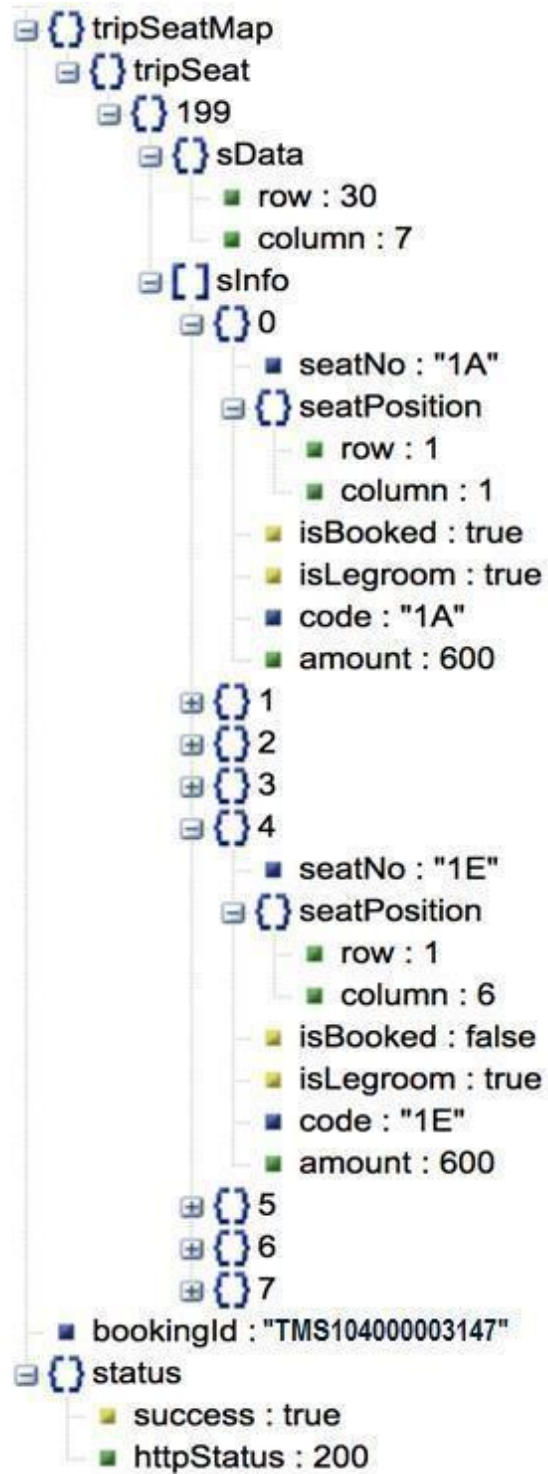 {} tripSeatMap
{} tripSeat
{} 199
{} sData
row : 30
column : 7
[] sInfo
{} 0
seatNo : "1A"
{} seatPosition
row : 1
column : 1
isBooked : true
isLegroom : true
code : "1A"
amount : 600
{} 1
{} 2
{} 3
{} 4
seatNo : "1E"
{} seatPosition
row : 1
column : 6
isBooked : false
isLegroom : true
code : "1E"
amount : 600
{} 5
{} 6
{} 7
bookingId : "TMS104000003147"
{} status
success : true
httpStatus : 200